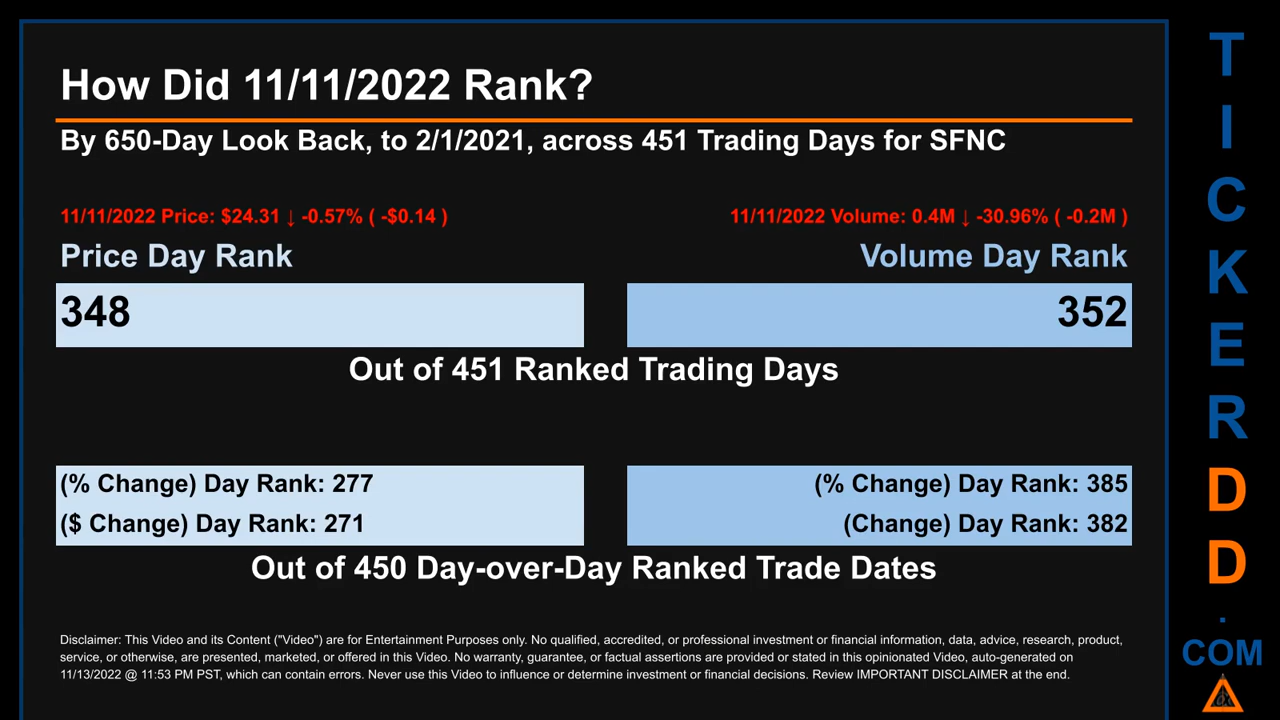 How Did 11/11/2022 Rank?
By 650-Day Look Back, to 2/1/2021, across 451 Trading Days for SFNC
11/11/2022 Price: $24.31 ↓ -0.57% ( -$0.14 )
11/11/2022 Volume: 0.4M ↓ -30.96% ( -0.2M )
Price Day Rank
Volume Day Rank
348
352
Out of 451 Ranked Trading Days
(% Change) Day Rank: 277
($ Change) Day Rank: 271
(% Change) Day Rank: 385
(Change) Day Rank: 382
Out of 450 Day-over-Day Ranked Trade Dates
Disclaimer: This Video and its Content ("Video") are for Entertainment Purposes only. No qualified, accredited, or professional investment or financial information, data, advice, research, product,
service, or otherwise, are presented, marketed, or offered in this Video. No warranty, guarantee, or factual assertions are provided or stated in this opinionated Video, auto-generated on
11/13/2022 @ 11:53 PM PST, which can contain errors. Never use this Video to influence or determine investment or financial decisions. Review IMPORTANT DISCLAIMER at the end.
T
I
C
K
E
R
D
D
.
COM